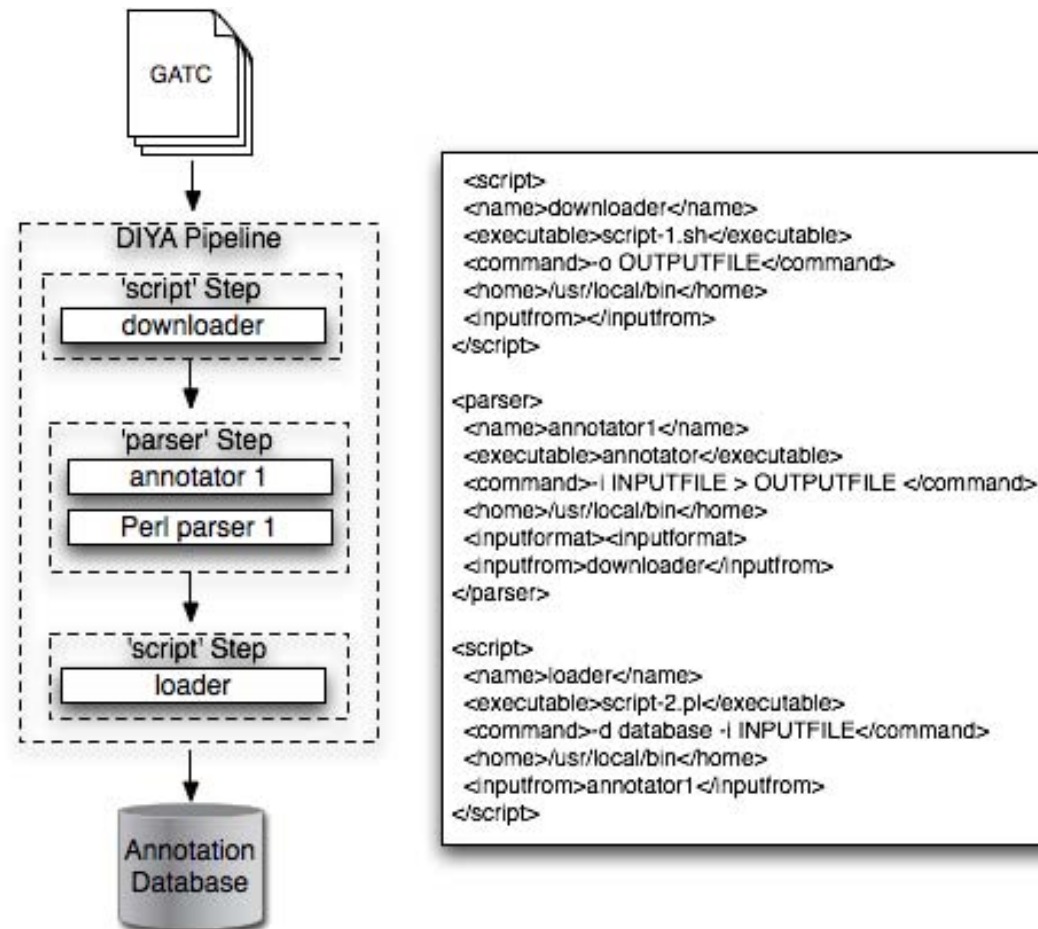 GATC
DIYA Pipeline
'script' Step
downloader
'parser' Step
annotator 1
Perl parser 1
'script' Step
loader
Annotation
Database
<script>
<name>downloader</name>
<executable>script-1.sh</executable>
<command>-o OUTPUTFILE</command>
<home>/usr/local/bin</home>
<inputfrom></inputfrom>
</script>
<parser>
<name>annotator1</name>
<executable>annotator</executable>
<command>-i INPUTFILE > OUTPUTFILE </command>
<home>/usr/local/bin</home>
<inputformat><inputformat>
<inputfrom>downloader</inputfrom>
</parser>
<script>
<name>loader</name>
<executable>script-2.pl</executable>
<command>-d database -i INPUTFILE</command>
<home>/usr/local/bin</home>
<inputfrom>annotator1</inputfrom>
</script>